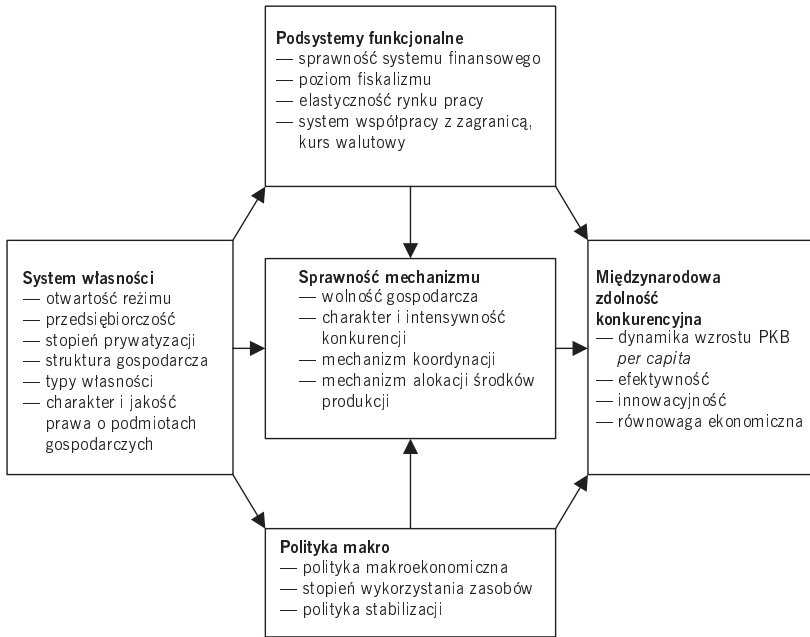 Podsystemy funkcjonalne
— sprawność systemu finansowego
— poziom fiskalizmu
— elastyczność rynku pracy
— system współpracy z zagranicą,
kurs walutowy
System własności
— otwartość reżimu
— przedsiębiorczość
— stopień prywatyzacji
— struktura gospodarcza
— typy własności
— charakter i jakość
prawa o podmiotach
gospodarczych
Sprawność mechanizmu
— wolność gospodarcza
— charakter i intensywność
konkurencji
— mechanizm koordynacji
— mechanizm alokacji środków
produkcji
Międzynarodowa
zdolność
konkurencyjna
— dynamika wzrostu PKB
per capita
— efektywność
— innowacyjność
— równowaga ekonomiczna
Polityka makro
— polityka makroekonomiczna
— stopień wykorzystania zasobów
— polityka stabilizacji